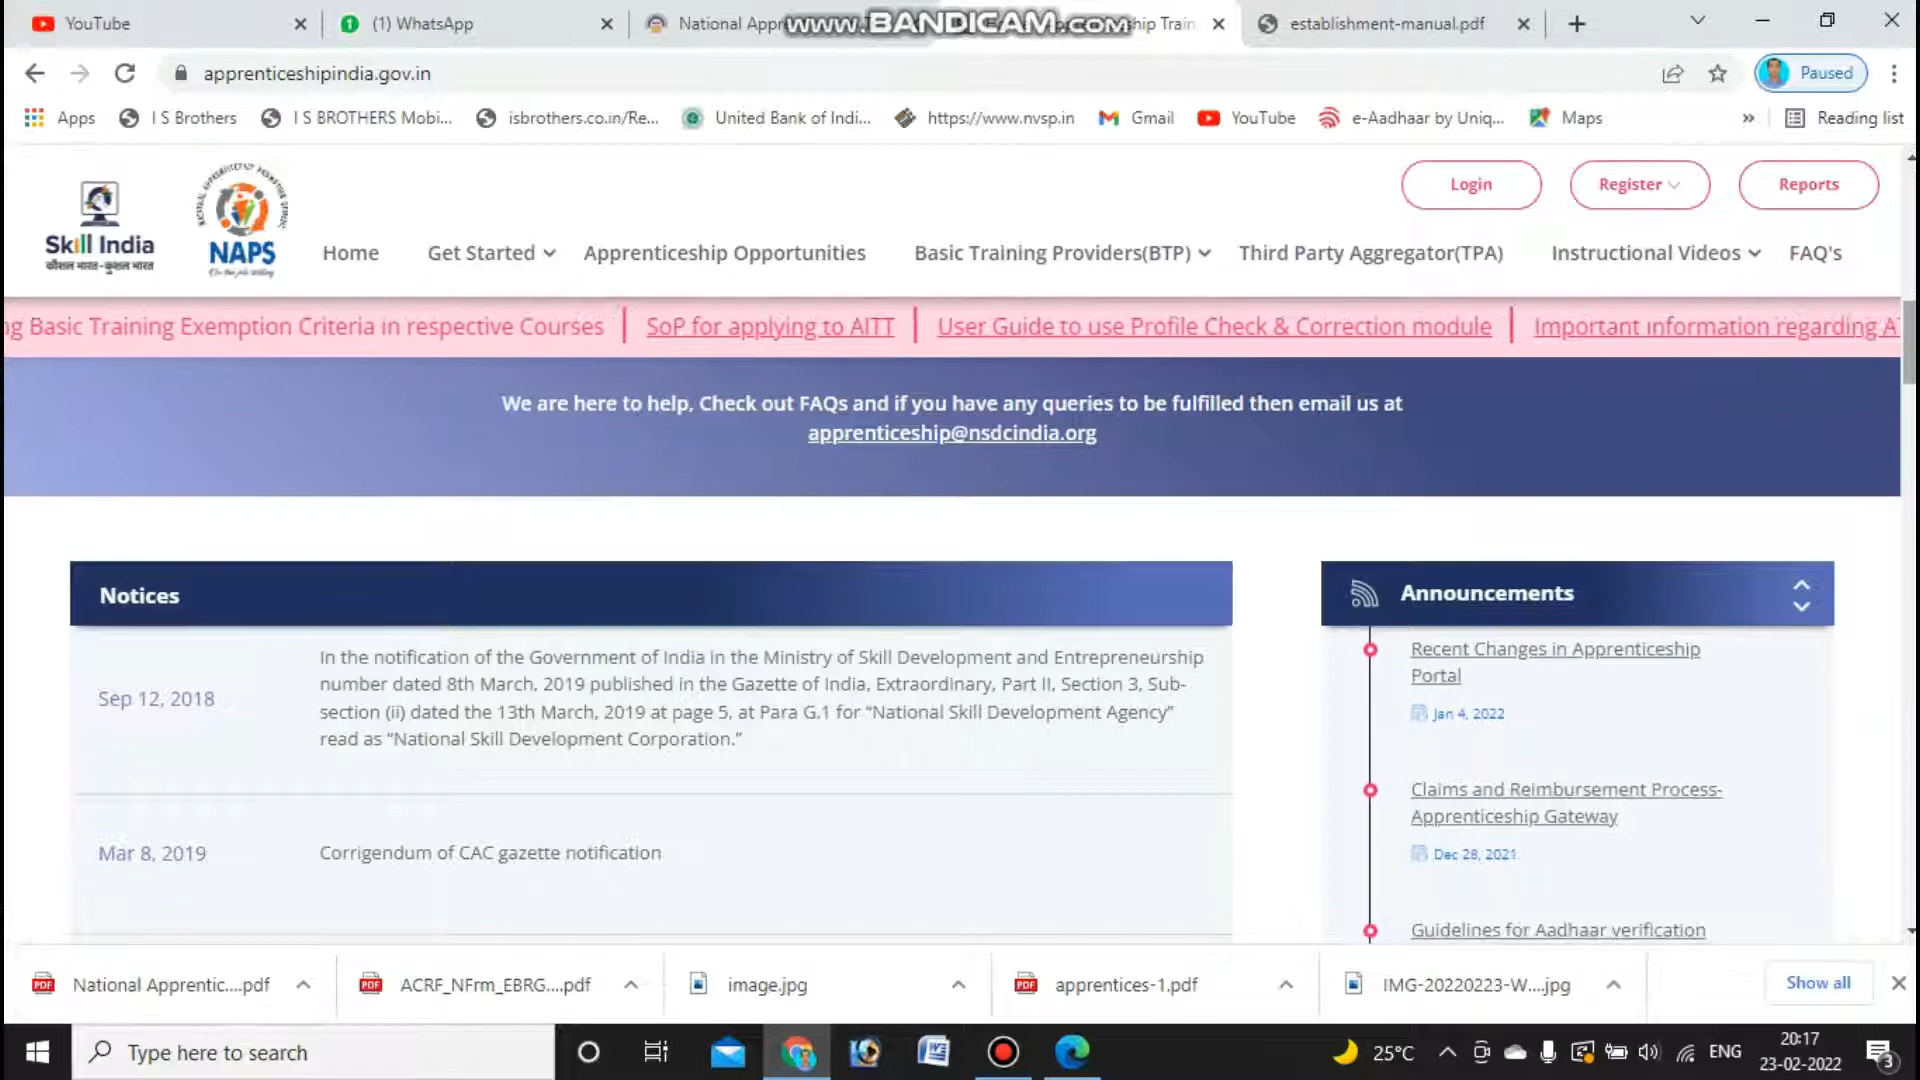 YouTube
(1) WhatsApp
National Appr
www.BANDICAM.com
ship Train
establishment-manual.pdf
apprenticeshipindia.gov.in
Paused
Apps
I S Brothers
I S BROTHERS Mobi...
isbrothers.co.in/Re...
United Bank of Indi...
https://www.nvsp.in
Gmail
YouTube
e-Aadhaar by Uniq...
Maps
»
Reading list
Login
Register
Reports
Skill India
कौशल भारत-कुशल भारत
NAPS
Home
Get Started
Apprenticeship Opportunities
Basic Training Providers(BTP)
Third Party Aggregator(TPA)
Instructional Videos
FAQ's
ng Basic Training Exemption Criteria in respective Courses
SoP for applying to AITT
User Guide to use Profile Check & Correction module
Important information regarding A
We are here to help, Check out FAQs and if you have any queries to be fulfilled then email us at
apprenticeship@nsdcindia.org
Notices
Sep 12, 2018
In the notification of the Government of India in the Ministry of Skill Development and Entrepreneurship
number dated 8th March, 2019 published in the Gazette of India, Extraordinary, Part II, Section 3, Sub-
section (ii) dated the 13th March, 2019 at page 5, at Para G.1 for “National Skill Development Agency”
read as “National Skill Development Corporation.”
Mar 8, 2019
Corrigendum of CAC gazette notification
Announcements
Recent Changes in Apprenticeship
Portal
Jan 4, 2022
Claims and Reimbursement Process-
Apprenticeship Gateway
Dec 28, 2021
Guidelines for Aadhaar verification
National Apprentic....pdf
ACRF_NFrm_EBRG....pdf
image.jpg
apprentices-1.pdf
IMG-20220223-W....jpg
Show all
Type here to search
25°C
ENG
20:17
23-02-2022
3